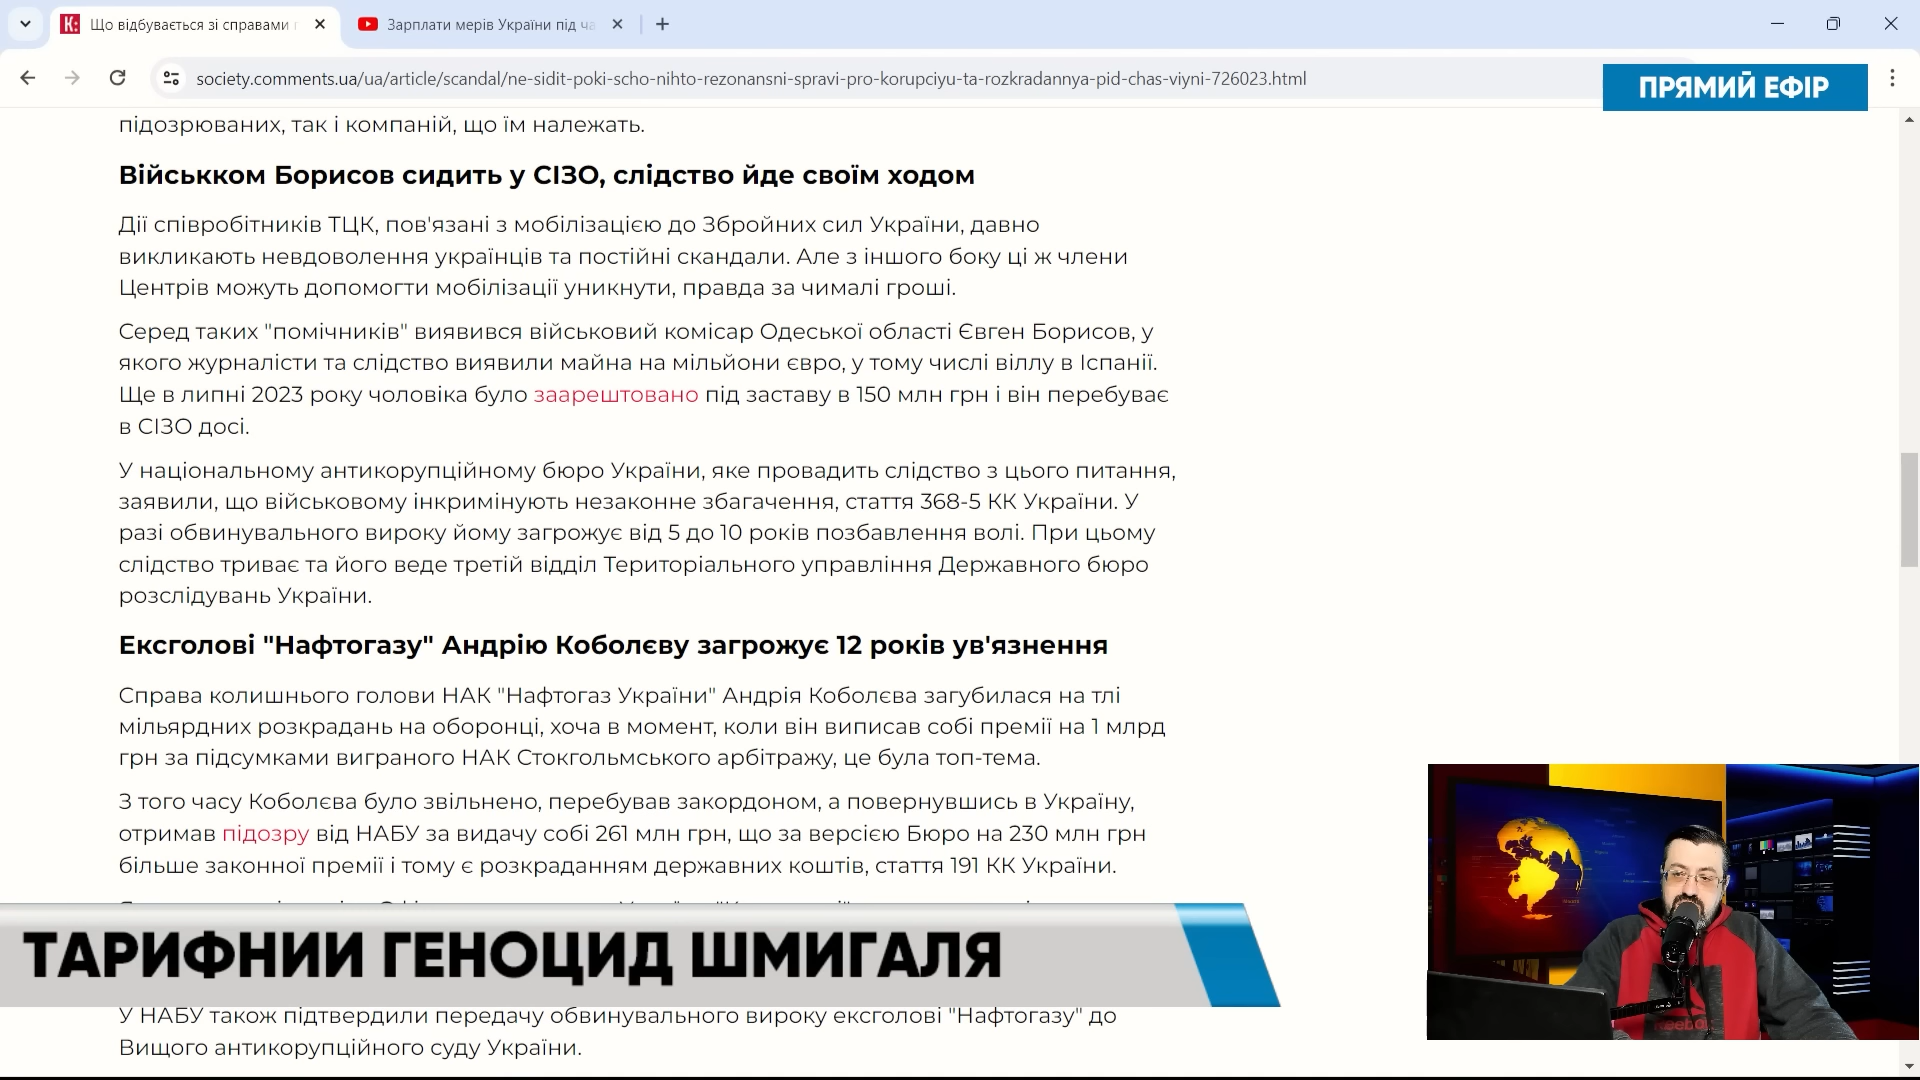 Що відбувається зі справами
Зарплати мерів України під ча
society.comments.ua/ua/article/scandal/ne-sidit-poki-scho-nihto-rezonansni-spravi-pro-korupciyu-ta-rozkradannya-pid-chas-viyni-726023.html
ПРЯМИЙ ЕФІР
підозрюваних, так і компаній, що їм належать.
Військком Борисов сидить у СІЗО, слідство йде своїм ходом
Дії співробітників ТЦК, пов'язані з мобілізацією до Збройних сил України, давно
викликають невдоволення українців та постійні скандали. Але з іншого боку ці ж члени
Центрів можуть допомогти мобілізації уникнути, правда за чималі гроші.
Серед таких "помічників" виявився військовий комісар Одеської області Євген Борисов, у
якого журналісти та слідство виявили майна на мільйони євро, у тому числі віллу в Іспанії.
Ще в липні 2023 року чоловіка було заарештовано під заставу в 150 млн грн і він перебуває
в СІЗО досі.
У національному антикорупційному бюро України, яке провадить слідство з цього питання,
заявили, що військовому інкримінують незаконне збагачення, стаття 368-5 КК України. У
разі обвинувального вироку йому загрожує від 5 до 10 років позбавлення волі. При цьому
слідство триває та його веде третій відділ Територіального управління Державного бюро
розслідувань України.
Ексголові "Нафтогазу" Андрію Коболєву загрожує 12 років ув'язнення
Справа колишнього голови НАК "Нафтогаз України" Андрія Коболєва загубилася на тлі
мільярдних розкрадань на оборонці, хоча в момент, коли він виписав собі премії на 1 млрд
грн за підсумками виграного НАК Стокгольмського арбітражу, це була топ-тема.
З того часу Коболєва було звільнено, перебував закордоном, а повернувшись в Україну,
отримав підозру від НАБУ за видачу собі 261 млн грн, що за версією Бюро на 230 млн грн
більше законної премії і тому є розкраданням державних коштів, стаття 191 КК України.
ТАРИФНИИ ГЕНОЦИД ШМИГАЛЯ
У НАБУ також підтвердили передачу обвинувального вироку ексголові "Нафтогазу" до
Вищого антикорупційного суду України.
Reebok